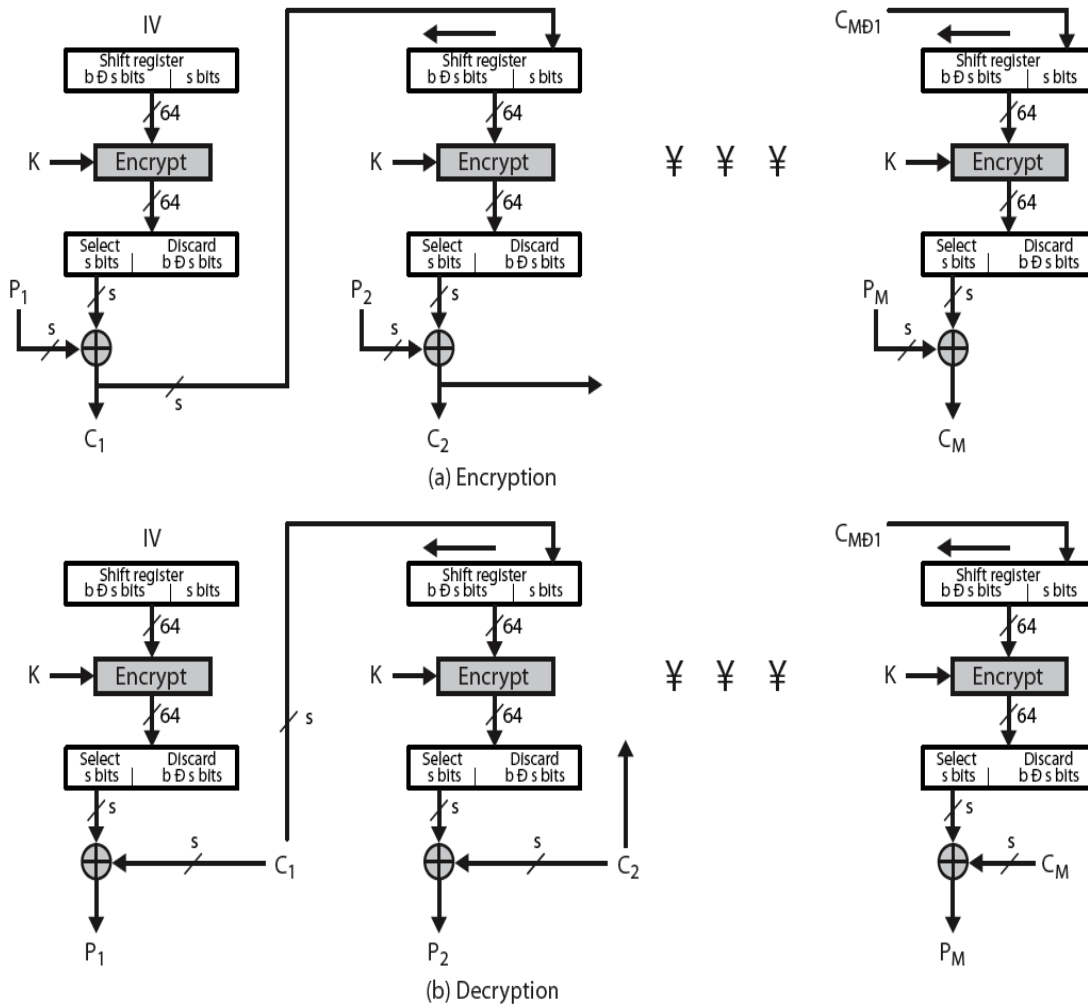 IV
C_MÐ1
Shift register
b Ð s bits | s bits
Shift register
b Ð s bits | s bits
Shift register
b Ð s bits | s bits
64
64
64
K
Encrypt
K
Encrypt
¥ ¥ ¥
K
Encrypt
64
64
64
Select
s bits
Discard
b Ð s bits
Select
s bits
Discard
b Ð s bits
Select
s bits
Discard
b Ð s bits
P1
s
P2
s
PM
s
s
s
s
s
C1
C2
CM
(a) Encryption
IV
C_MÐ1
Shift register
b Ð s bits | s bits
Shift register
b Ð s bits | s bits
Shift register
b Ð s bits | s bits
64
64
64
K
Encrypt
K
Encrypt
¥ ¥ ¥
K
Encrypt
64
64
64
s
Select
s bits
Discard
b Ð s bits
Select
s bits
Discard
b Ð s bits
Select
s bits
Discard
b Ð s bits
s
s
s
s
C1
s
C2
s
CM
P1
P2
PM
(b) Decryption